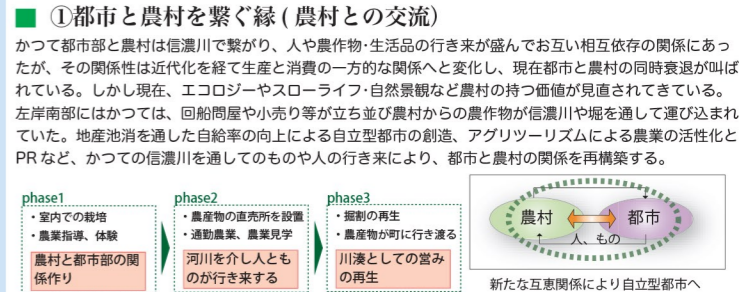 ■ ①都市と農村を繋ぐ縁 ( 農村との交流)
かつて都市部と農村は信濃川で繋がり、人や農作物･生活品の行き来が盛んでお互い相互依存の関係にあっ
たが、その関係性は近代化を経て生産と消費の一方的な関係へと変化し、現在都市と農村の同時衰退が叫ば
れている。しかし現在、エコロジーやスローライフ･自然景観など農村の持つ価値が見直されてきている。
左岸南部にはかつては、回船問屋や小売り等が立ち並び農村からの農作物が信濃川や堀を通して運び込まれ
ていた。地産池消を通した自給率の向上による自立型都市の創造、アグリツーリズムによる農業の活性化と
PR など、かつての信濃川を通してのものや人の行き来により、都市と農村の関係を再構築する。
phase1
・室内での栽培
・農業指導、体験
農村と都市部の関
係作り
phase2
・農産物の直売所を設置
・通勤農業、農業見学
河川を介し人とも
のが行き来する
phase3
・掘割の再生
・農産物が町に行き渡る
川湊としての営み
の再生
農村
都市
人、もの
新たな互恵関係により自立型都市へ